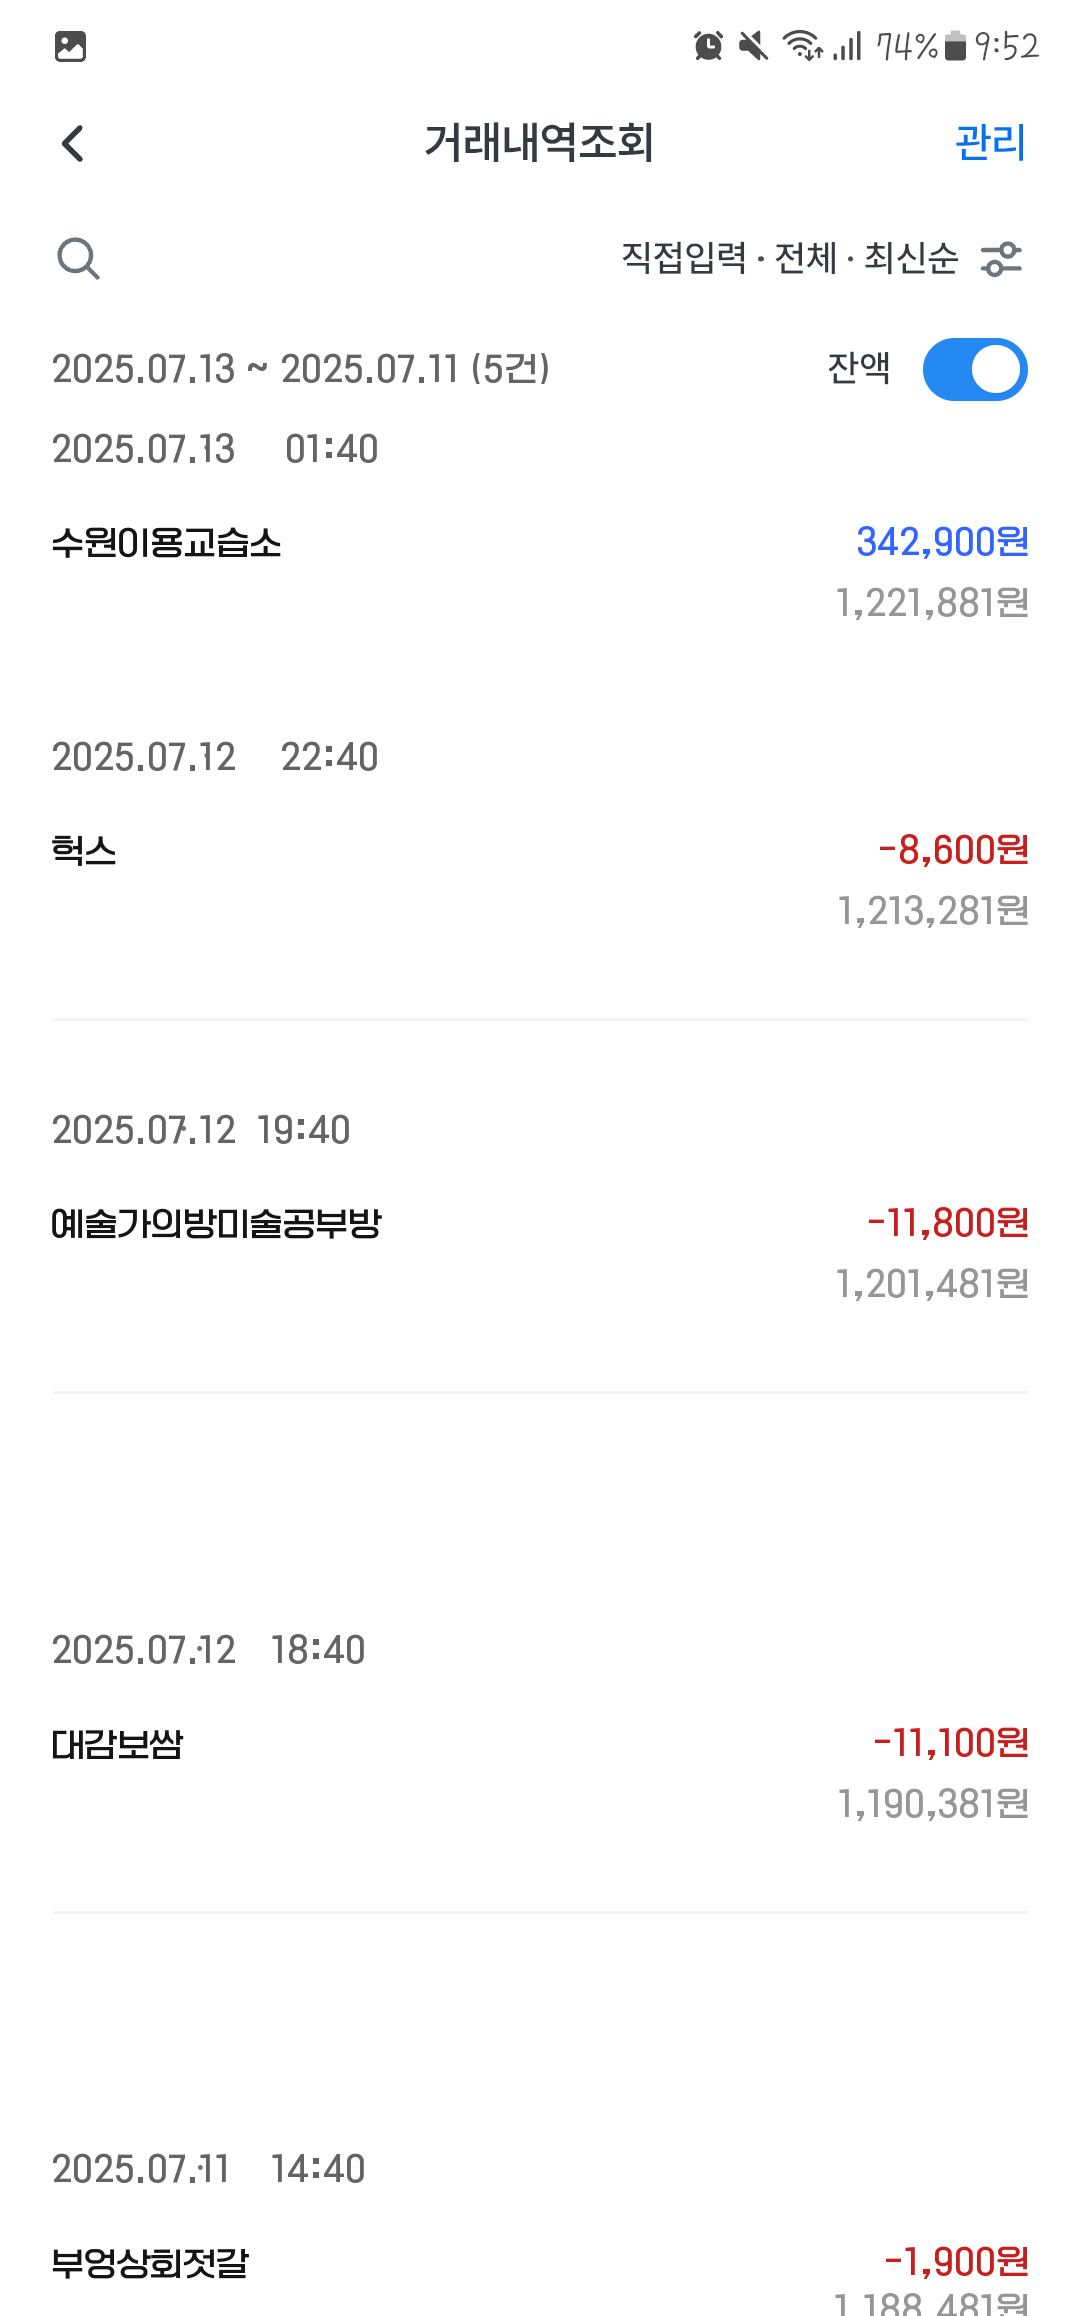 74% 9:52
거래내역조회 관리
직접입력 · 전체 · 최신순
2025.07.13 ~ 2025.07.11 (5건) 잔액
2025.07.13 01:40
수원이용교습소 342,900원
1,221,881원
2025.07.12 22:40
헉스 -8,600원
1,213,281원
2025.07.12 19:40
예술가의방미술공부방 -11,800원
1,201,481원
2025.07.12 18:40
대감보쌈 -11,100원
1,190,381원
2025.07.11 14:40
부엉상회젓갈 -1,900원
1,188,481원